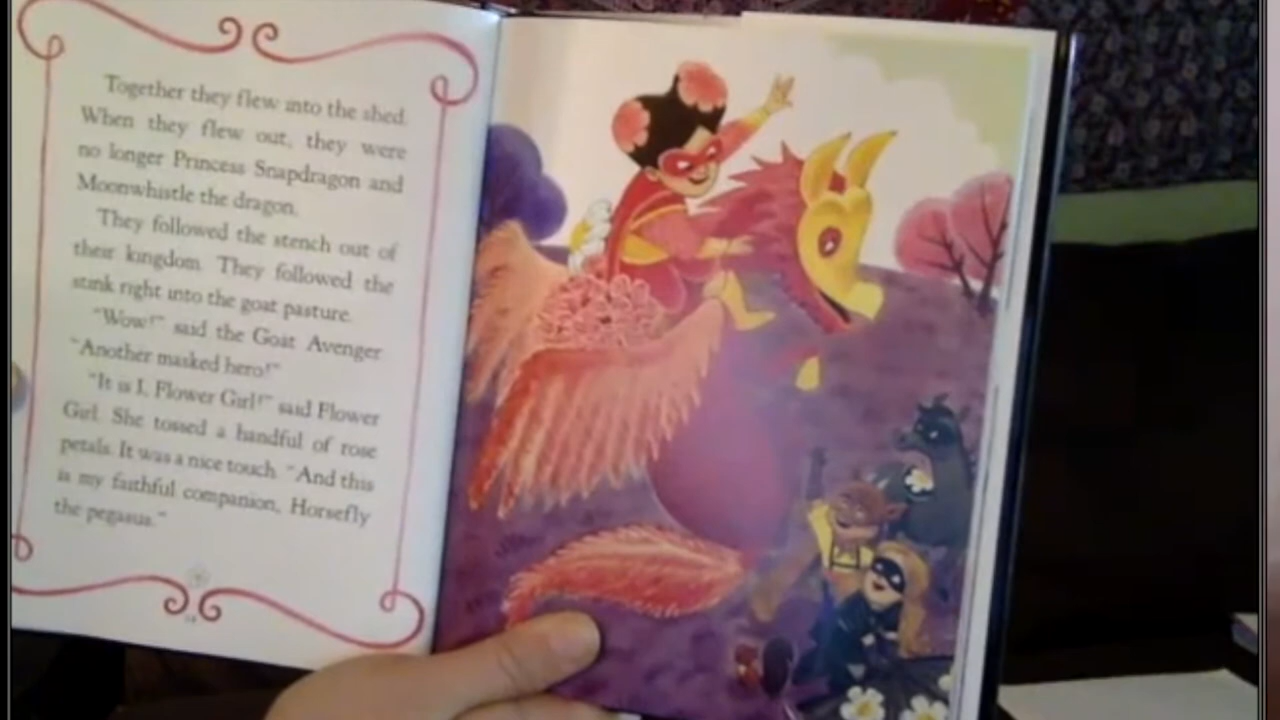 Together they flew into the shed.
When they flew out, they were
no longer Princess Snapdragon and
Moonwhistle the dragon.
They followed the stench out of
their kingdom. They followed the
stink right into the goat pasture.
"Wow!" said the Goat Avenger.
"Another masked hero!"
"It is I, Flower Girl!" said Flower
Girl. She tossed a handful of rose
petals. It was a nice touch. "And this
is my faithful companion, Horsefly
the pegasus."